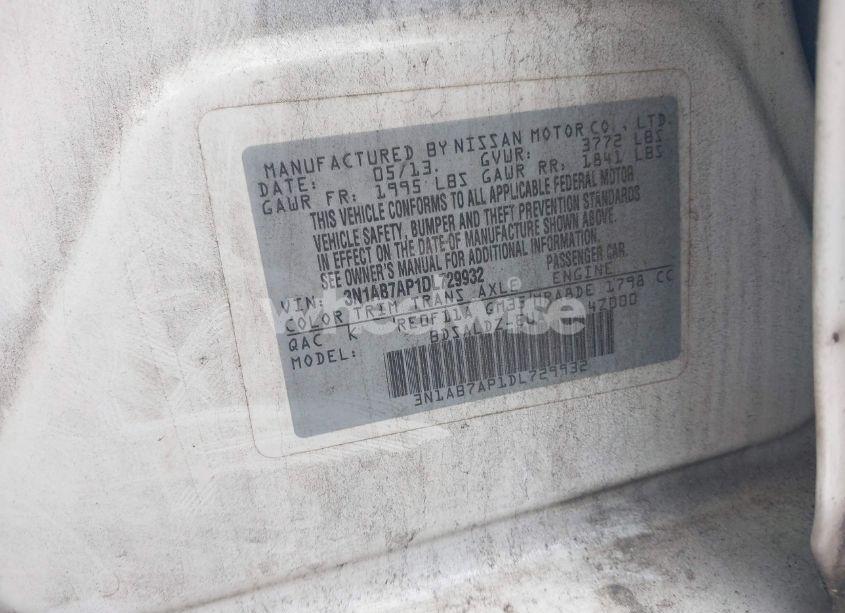 MANUFACTURED BY NISSAN MOTOR CO., LTD.
DATE: 05/13. GVWR: 3772 LBS
GAWR FR: 1995 LBS GAWR RR: 1841 LBS
THIS VEHICLE CONFORMS TO ALL APPLICABLE FEDERAL MOTOR
VEHICLE SAFETY, BUMPER AND THEFT PREVENTION STANDARDS
IN EFFECT ON THE DATE OF MANUFACTURE SHOWN ABOVE.
SEE OWNER'S MANUAL FOR ADDITIONAL INFORMATION.
VIN: 3N1AB7AP1DL729932 PASSENGER CAR.
COLOR TRIM TRANS AXLE ENGINE
QAC K 1798 CC
MODEL:
3N1AB7AP1DL729932